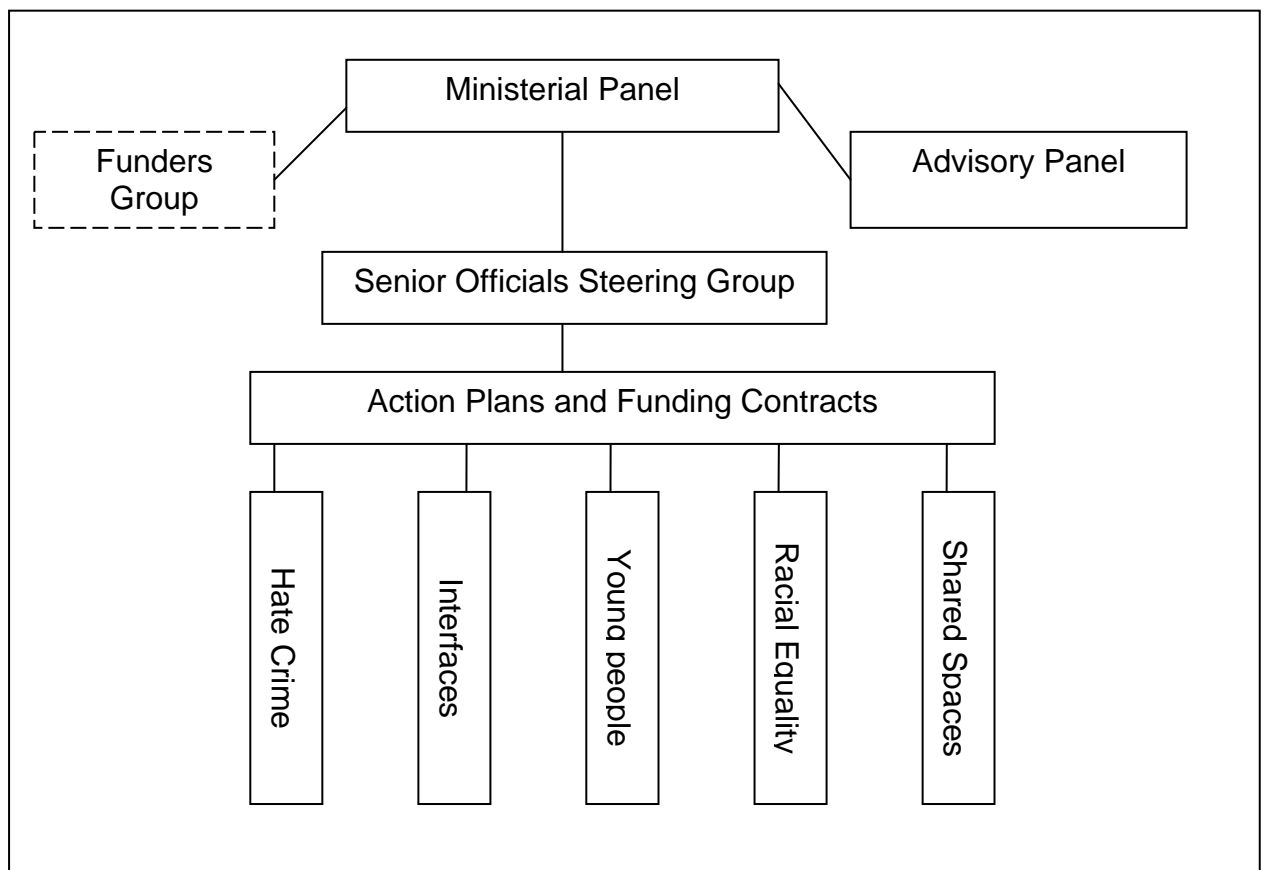 Ministerial Panel
Funders
Group
Advisory Panel
Senior Officials Steering Group
Action Plans and Funding Contracts
Hate Crime
Interfaces
Young people
Racial Equality
Shared Spaces